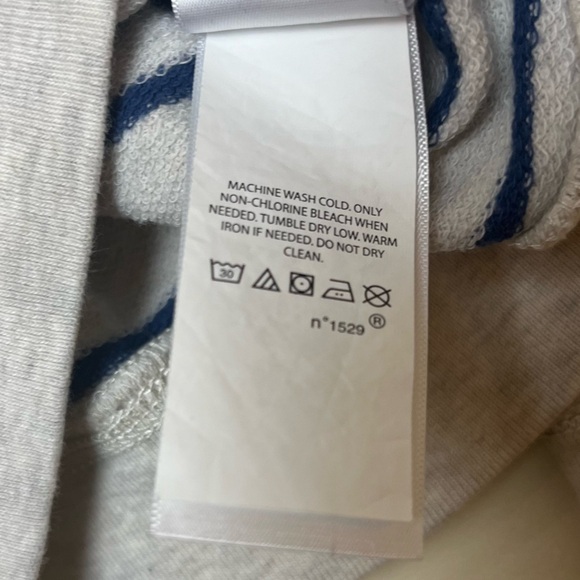 MACHINE WASH COLD. ONLY
NON-CHLORINE BLEACH WHEN
NEEDED. TUMBLE DRY LOW. WARM
IRON IF NEEDED. DO NOT DRY
CLEAN.
30
n°1529 ®